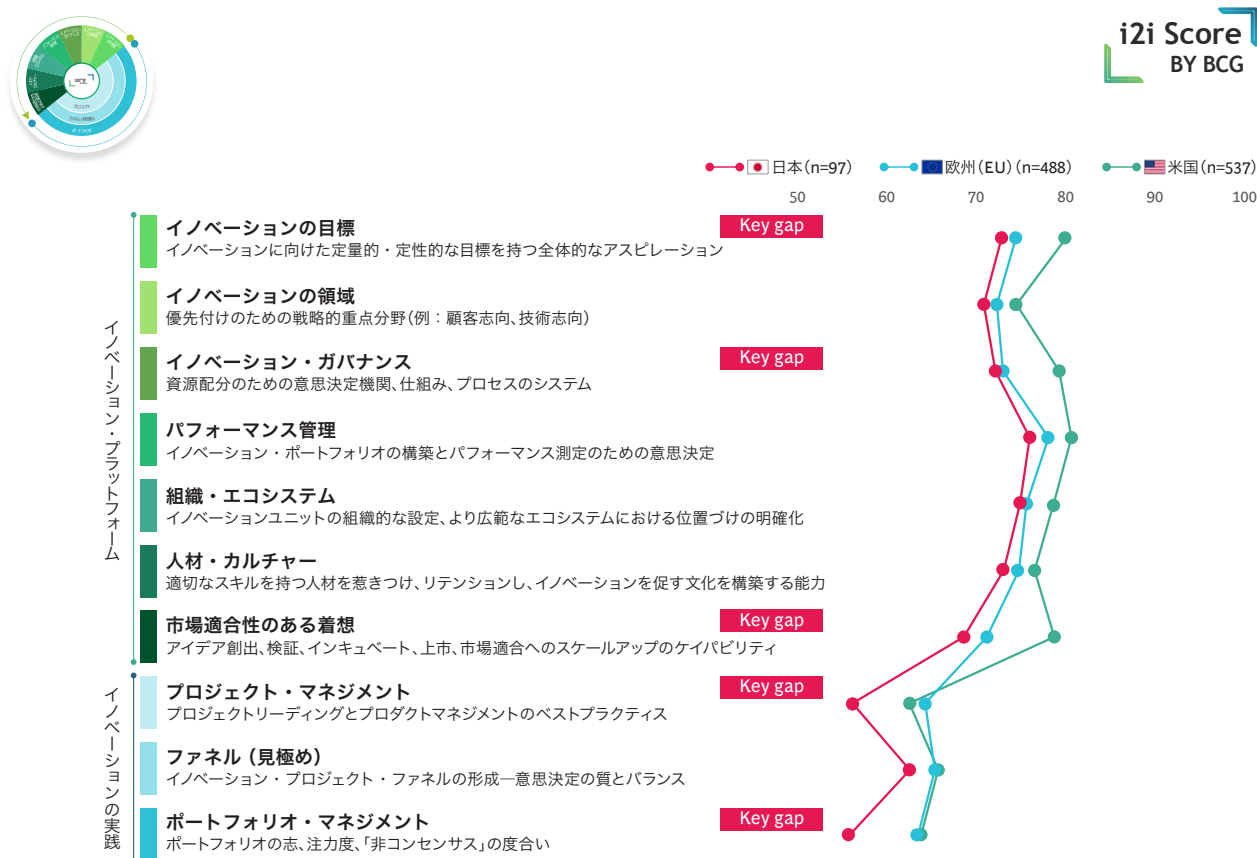 i2i Score
BY BCG
日本(n=97)
欧州(EU)(n=488)
米国(n=537)
50 60 70 80 90 100
イノベーション・プラットフォーム
イノベーションの目標
Key gap
イノベーションに向けた定量的・定性的な目標を持つ全体的なアスピレーション
イノベーションの領域
優先付けのための戦略的重点分野(例：顧客志向、技術志向)
イノベーション・ガバナンス
Key gap
資源配分のための意思決定機関、仕組み、プロセスのシステム
パフォーマンス管理
イノベーション・ポートフォリオの構築とパフォーマンス測定のための意思決定
組織・エコシステム
イノベーションユニットの組織的な設定、より広範なエコシステムにおける位置づけの明確化
人材・カルチャー
適切なスキルを持つ人材を惹きつけ、リテンションし、イノベーションを促す文化を構築する能力
市場適合性のある着想
Key gap
アイデア創出、検証、インキュベート、上市、市場適合へのスケールアップのケイパビリティ
イノベーションの実践
プロジェクト・マネジメント
Key gap
プロジェクトリーディングとプロダクトマネジメントのベストプラクティス
ファネル（見極め）
イノベーション・プロジェクト・ファネルの形成―意思決定の質とバランス
ポートフォリオ・マネジメント
Key gap
ポートフォリオの志、注力度、「非コンセンサス」の度合い